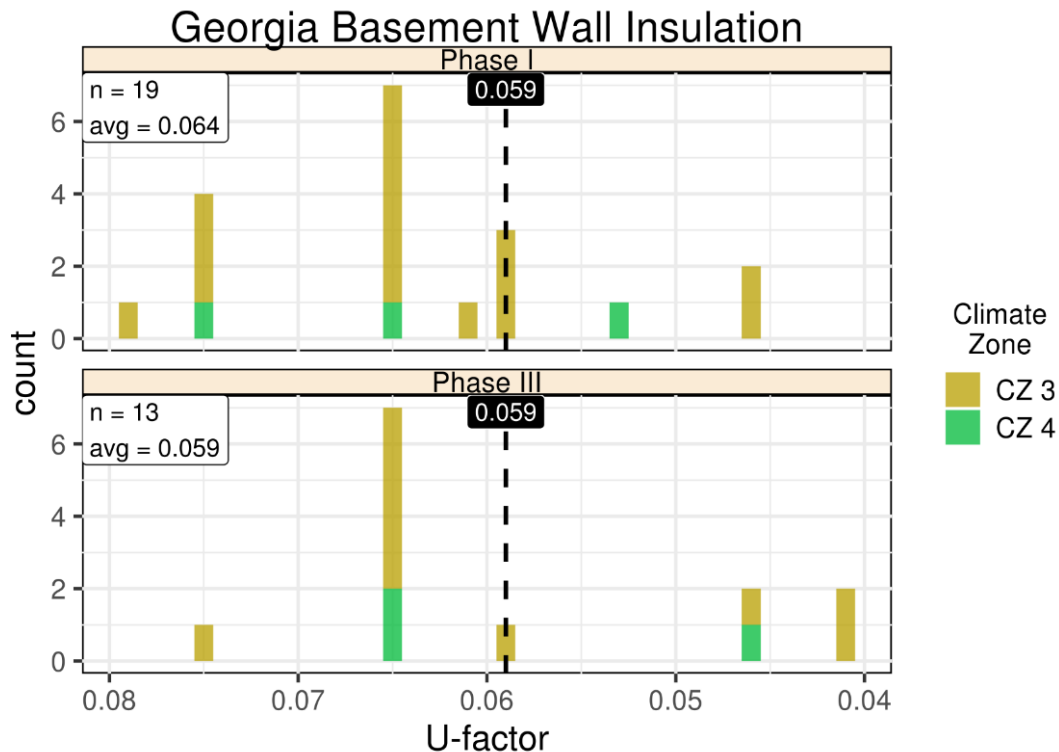 Georgia Basement Wall Insulation
Phase I
n = 19
avg = 0.064
0.059
6
4
2
0
Phase III
n = 13
avg = 0.059
0.059
6
4
2
0
count
0.08
0.07
0.06
0.05
0.04
U-factor
Climate
Zone
CZ 3
CZ 4